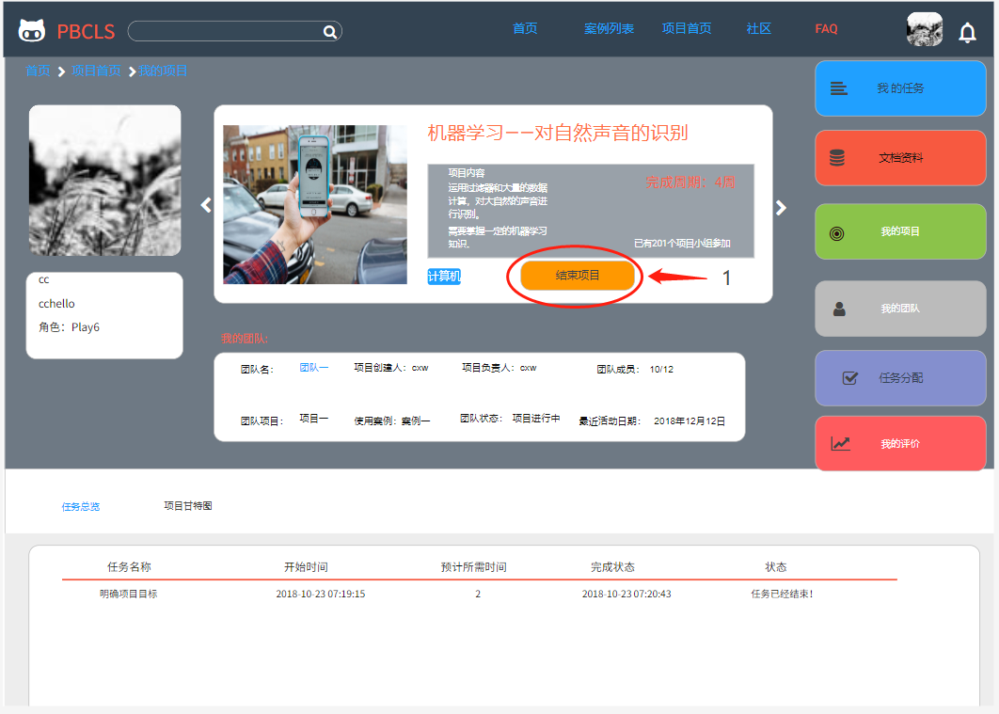 PBCLS
首页 案例列表 项目首页 社区 FAQ
首页 项目首页 我的项目
我 的任务
文档资料
我的项目
我的团队
任务分配
我的评价
cc
cchello
角色：Play6
机器学习——对自然声音的识别
项目内容
运用过滤器和大量的数据
计算，对大自然的声音进
行识别。
需要掌握一定的机器学习
知识。
完成周期：4周
已有201个项目小组参加
计算机
结束项目
1
我的团队:
团队名： 团队一 项目创建人：cxw 项目负责人：cxw 团队成员： 10/12
团队项目： 项目一 使用案例：案例一 团队状态： 项目进行中 最近活动日期： 2018年12月12日
任务总览 项目甘特图
任务名称 开始时间 预计所需时间 完成状态 状态
明确项目目标 2018-10-23 07:19:15 2 2018-10-23 07:20:43 任务已经结束！